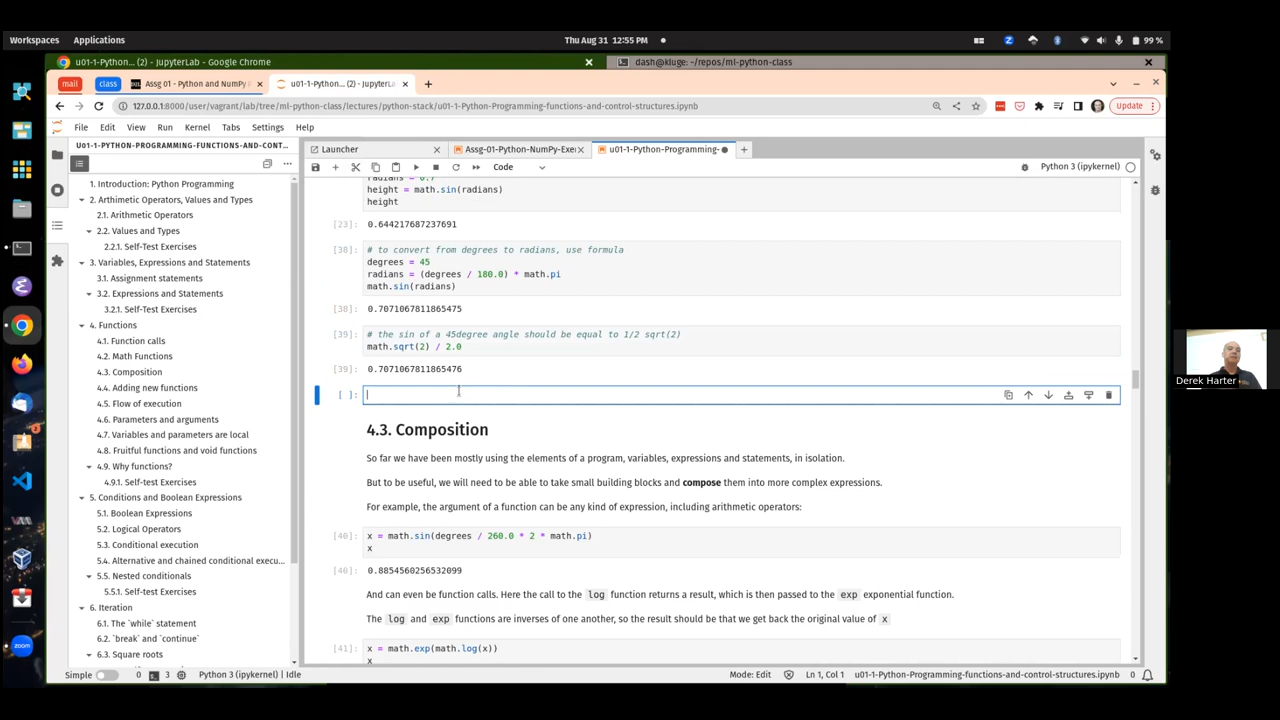 Workspaces Applications Thu Aug 31 12:55 PM 99 %
u01-1-Python... (2) - JupyterLab - Google Chrome dash@kluge: ~/repos/ml-python-class
mail class Assg 01 - Python and NumPy u01-1-Python... (2) - JupyterL
127.0.0.1:8000/user/vagrant/lab/tree/ml-python-class/lectures/python-stack/u01-1-Python-Programming-functions-and-control-structures.ipynb Update
File Edit View Run Kernel Tabs Settings Help
U01-1-PYTHON-PROGRAMMING-FUNCTIONS-AND-CONT... Launcher Assg-01-Python-NumPy-Exer u01-1-Python-Programming-
Code Python 3 (ipykernel)
1. Introduction: Python Programming
2. Arthimetic Operators, Values and Types
2.1. Arithmetic Operators
2.2. Values and Types
2.2.1. Self-Test Exercises
3. Variables, Expressions and Statements
3.1. Assignment statements
3.2. Expressions and Statements
3.2.1. Self-Test Exercises
4. Functions
4.1. Function calls
4.2. Math Functions
4.3. Composition
4.4. Adding new functions
4.5. Flow of execution
4.6. Parameters and arguments
4.7. Variables and parameters are local
4.8. Fruitful functions and void functions
4.9. Why functions?
4.9.1. Self-test Exercises
5. Conditions and Boolean Expressions
5.1. Boolean Expressions
5.2. Logical Operators
5.3. Conditional execution
5.4. Alternative and chained conditional execu...
5.5. Nested conditionals
5.5.1. Self-test Exercises
6. Iteration
6.1. The `while` statement
6.2. `break` and `continue`
6.3. Square roots
radians = 0.7
height = math.sin(radians)
height
[23]: 0.644217687237691
[38]: # to convert from degrees to radians, use formula
degrees = 45
radians = (degrees / 180.0) * math.pi
math.sin(radians)
[38]: 0.7071067811865475
[39]: # the sin of a 45degree angle should be equal to 1/2 sqrt(2)
math.sqrt(2) / 2.0
[39]: 0.7071067811865476
[ ]:
4.3. Composition
So far we have been mostly using the elements of a program, variables, expressions and statements, in isolation.
But to be useful, we will need to be able to take small building blocks and compose them into more complex expressions.
For example, the argument of a function can be any kind of expression, including arithmetic operators:
[40]: x = math.sin(degrees / 260.0 * 2 * math.pi)
x
[40]: 0.8854560256532099
And can even be function calls. Here the call to the log function returns a result, which is then passed to the exp exponential function.
The log and exp functions are inverses of one another, so the result should be that we get back the original value of x
[41]: x = math.exp(math.log(x))
x
Simple 0 3 Python 3 (ipykernel) | Idle Mode: Edit Ln 1, Col 1 u01-1-Python-Programming-functions-and-control-structures.ipynb 0
zoom
Derek Harter